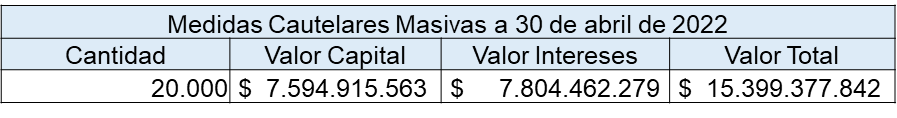 Medidas Cautelares Masivas a 30 de abril de 2022
Cantidad Valor Capital Valor Intereses Valor Total
20.000 $ 7.594.915.563 $ 7.804.462.279 $ 15.399.377.842